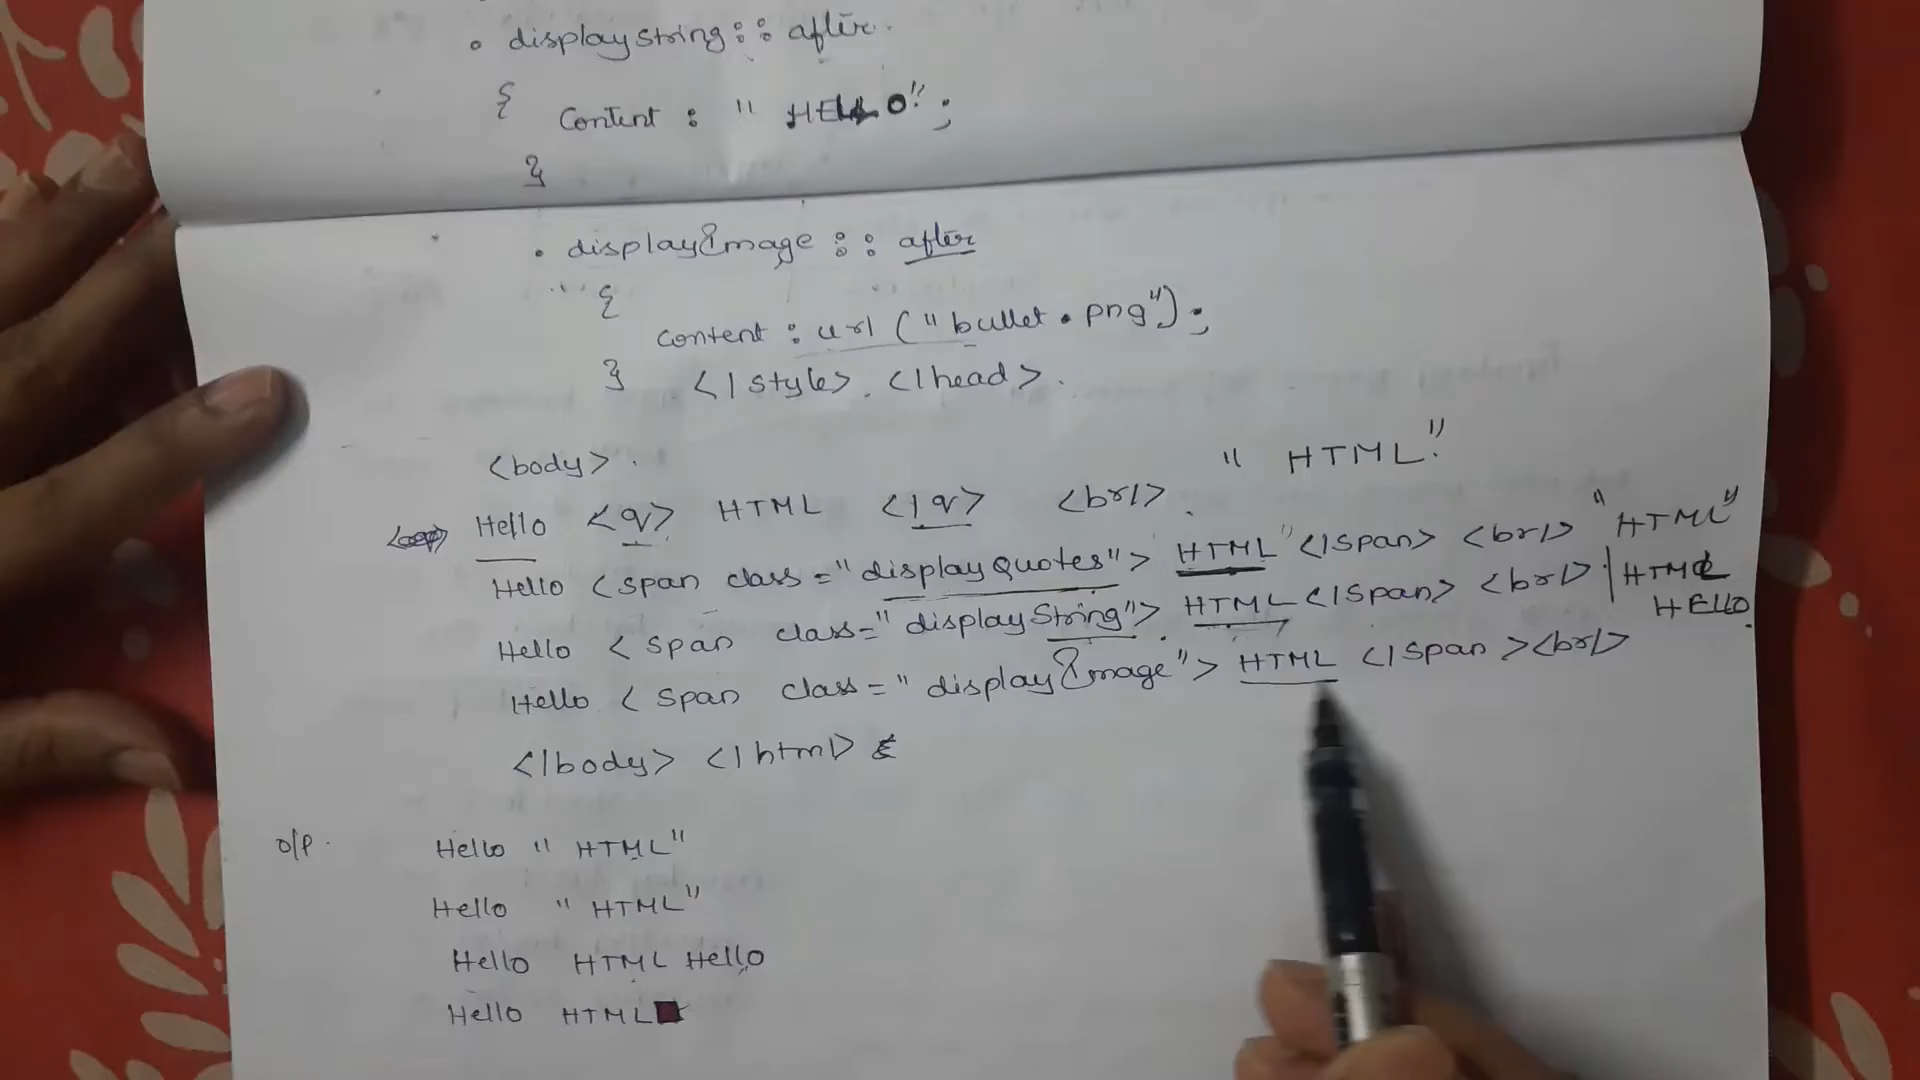 • displayString :: after.
{ Content : " HELLO";
}
• displayImage :: after
{
content : url ("bullet.png");
} </style>. </head>.
<body>. " HTML."
Hello <q> HTML </q> <br/>.
Hello <span class="displayQuotes"> HTML </span> <br/> "HTML"
Hello <span class="displayString">. HTML </span> <br/>. | HTML HELLO.
Hello <span class="displayImage"> HTML </span><br/>
</body> </html>
o/p. Hello " HTML"
Hello " HTML"
Hello HTML Hello
Hello HTML